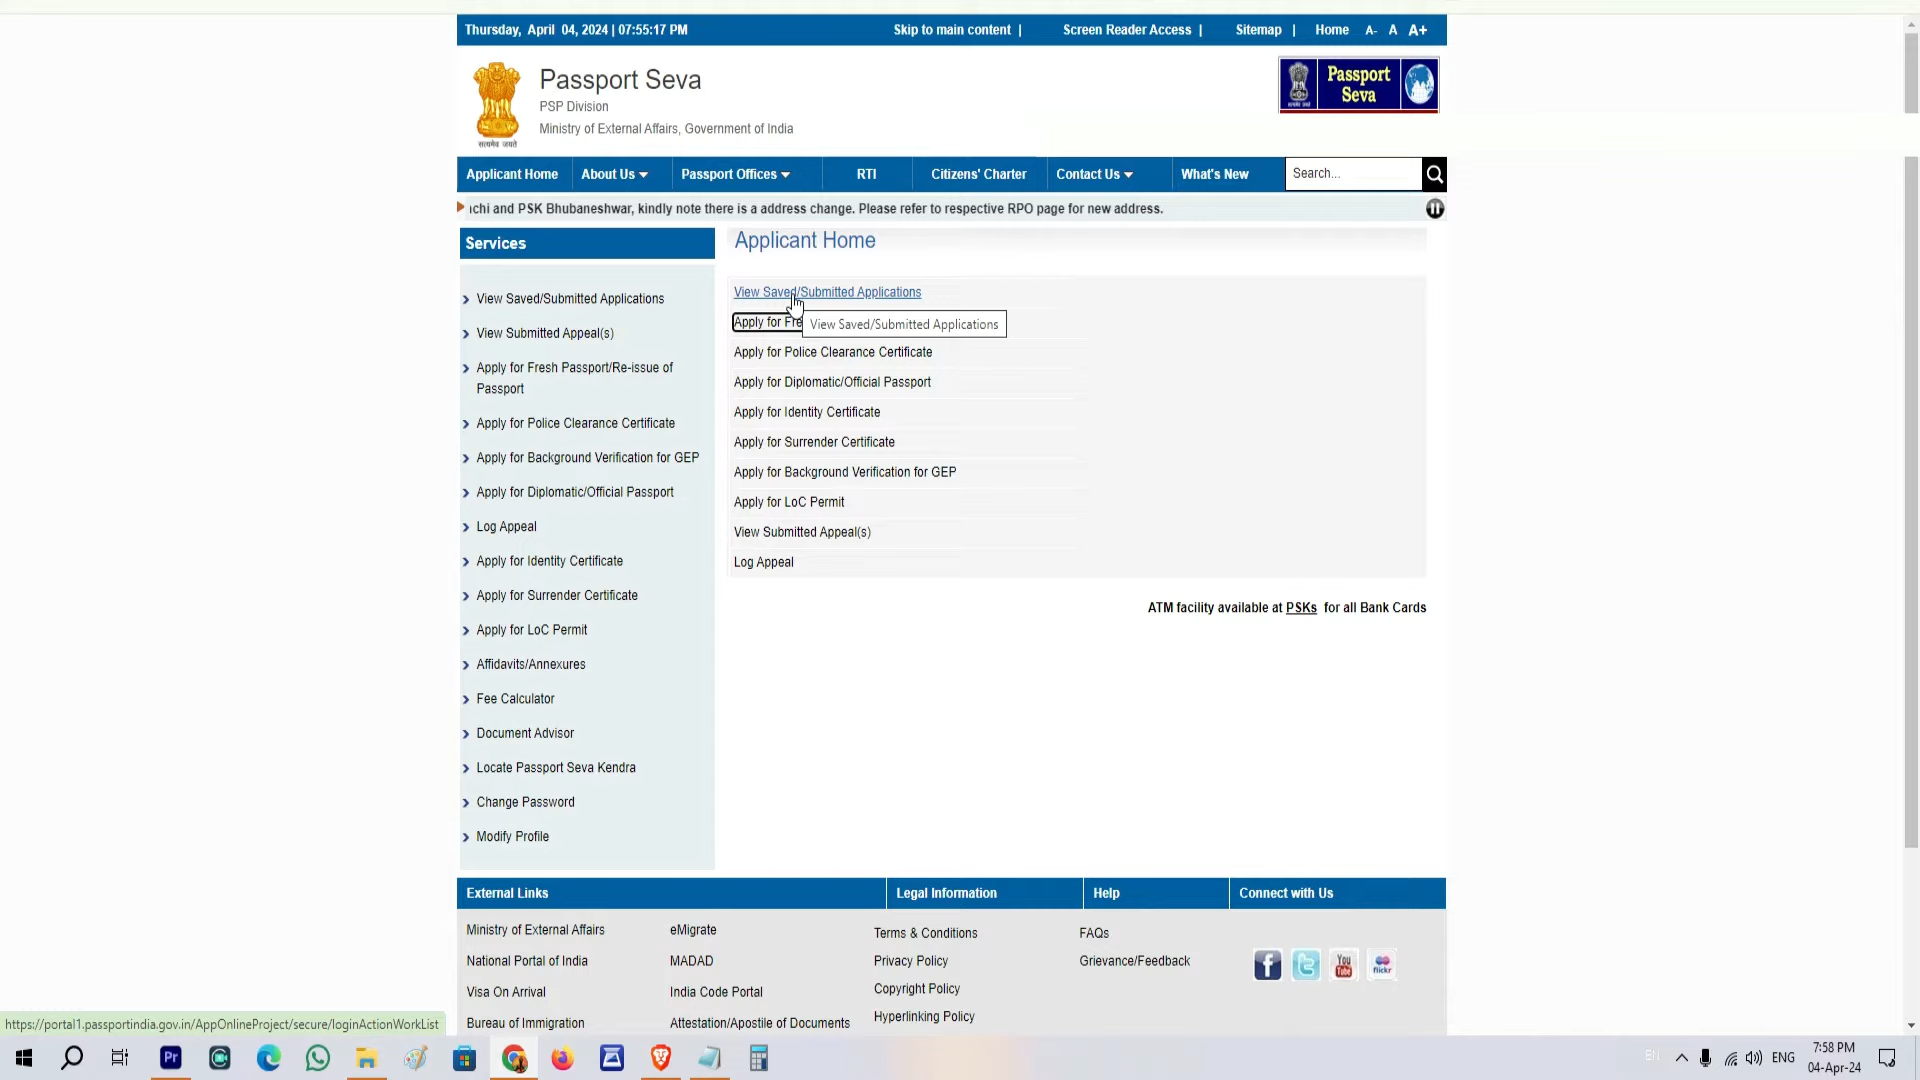 Thursday, April 04, 2024 | 07:55:17 PM
Skip to main content |
Screen Reader Access |
Sitemap |
Home
A- A A+
Passport Seva
PSP Division
Ministry of External Affairs, Government of India
सत्यमेव जयते
Passport
Seva
Applicant Home
About Us
Passport Offices
RTI
Citizens' Charter
Contact Us
What's New
Search...
chi and PSK Bhubaneshwar, kindly note there is a address change. Please refer to respective RPO page for new address.
Services
View Saved/Submitted Applications
View Submitted Appeal(s)
Apply for Fresh Passport/Re-issue of
Passport
Apply for Police Clearance Certificate
Apply for Background Verification for GEP
Apply for Diplomatic/Official Passport
Log Appeal
Apply for Identity Certificate
Apply for Surrender Certificate
Apply for LoC Permit
Affidavits/Annexures
Fee Calculator
Document Advisor
Locate Passport Seva Kendra
Change Password
Modify Profile
Applicant Home
View Saved/Submitted Applications
Apply for Fre
View Saved/Submitted Applications
Apply for Police Clearance Certificate
Apply for Diplomatic/Official Passport
Apply for Identity Certificate
Apply for Surrender Certificate
Apply for Background Verification for GEP
Apply for LoC Permit
View Submitted Appeal(s)
Log Appeal
ATM facility available at PSKs for all Bank Cards
External Links
Ministry of External Affairs
National Portal of India
Visa On Arrival
Bureau of Immigration
eMigrate
MADAD
India Code Portal
Attestation/Apostile of Documents
Legal Information
Terms & Conditions
Privacy Policy
Copyright Policy
Hyperlinking Policy
Help
FAQs
Grievance/Feedback
Connect with Us
You
Tube
flickr
https://portal1.passportindia.gov.in/AppOnlineProject/secure/loginActionWorkList
Pr
EN
ENG
7:58 PM
04-Apr-24